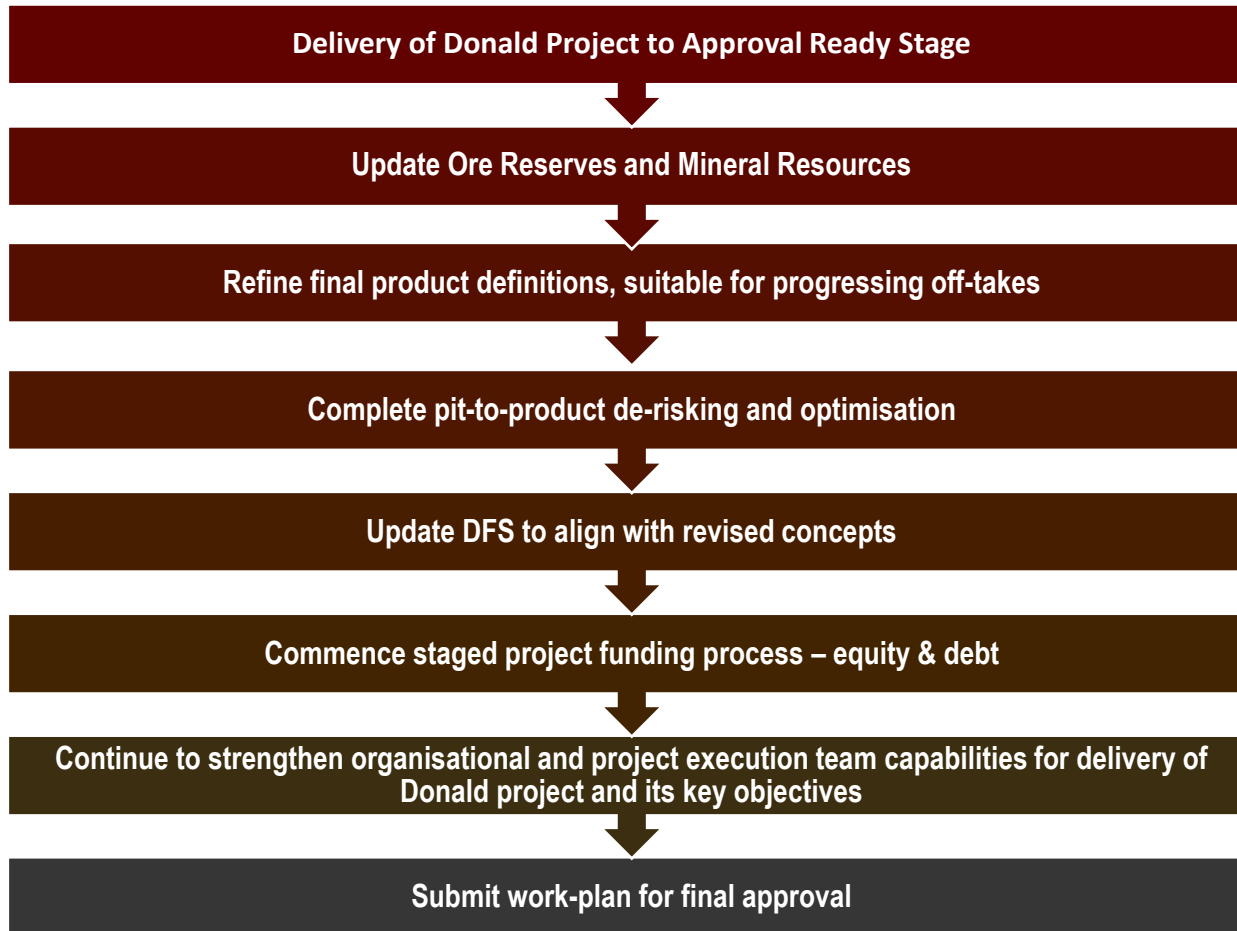 Delivery of Donald Project to Approval Ready Stage
Update Ore Reserves and Mineral Resources
Refine final product definitions, suitable for progressing off-takes
Complete pit-to-product de-risking and optimisation
Update DFS to align with revised concepts
Commence staged project funding process – equity & debt
Continue to strengthen organisational and project execution team capabilities for delivery of
Donald project and its key objectives
Submit work-plan for final approval